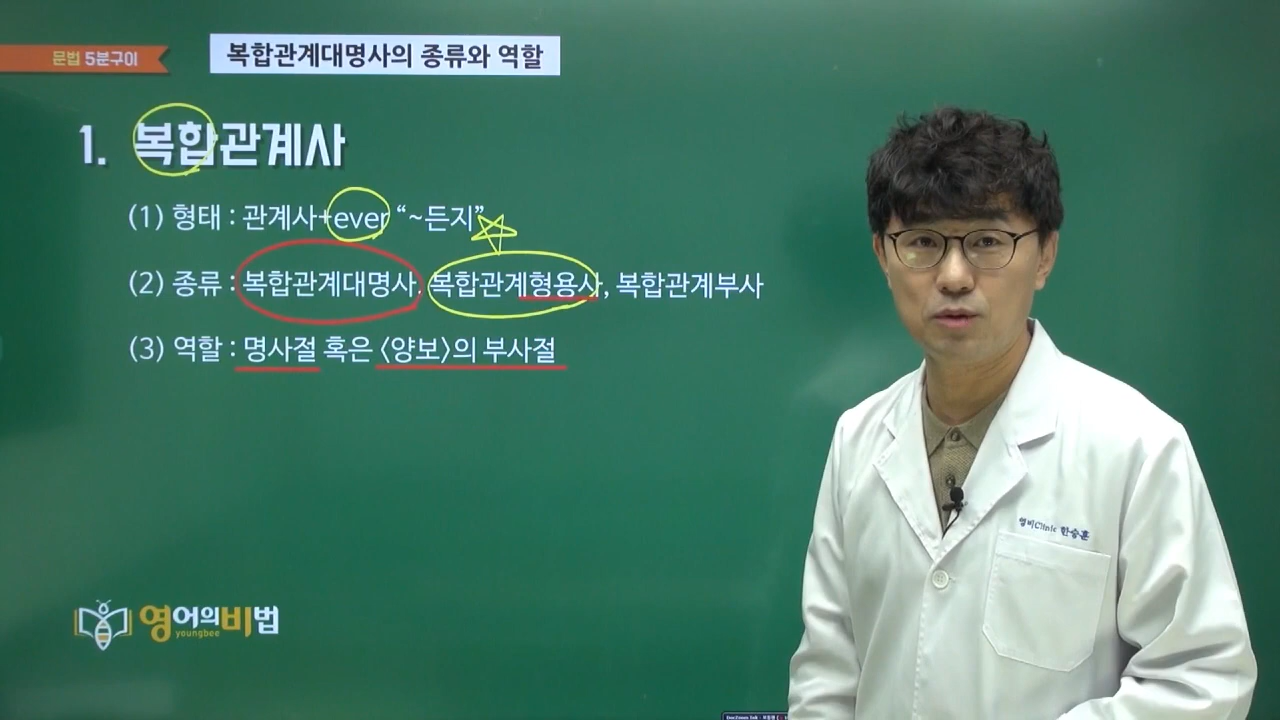 문법 5분구이
복합관계대명사의 종류와 역할
1. 복합관계사
(1) 형태 : 관계사+ever “~든지”
(2) 종류 : 복합관계대명사, 복합관계형용사, 복합관계부사
(3) 역할 : 명사절 혹은 <양보>의 부사절
영비Clinic 한승훈
영어의비법
youngbee